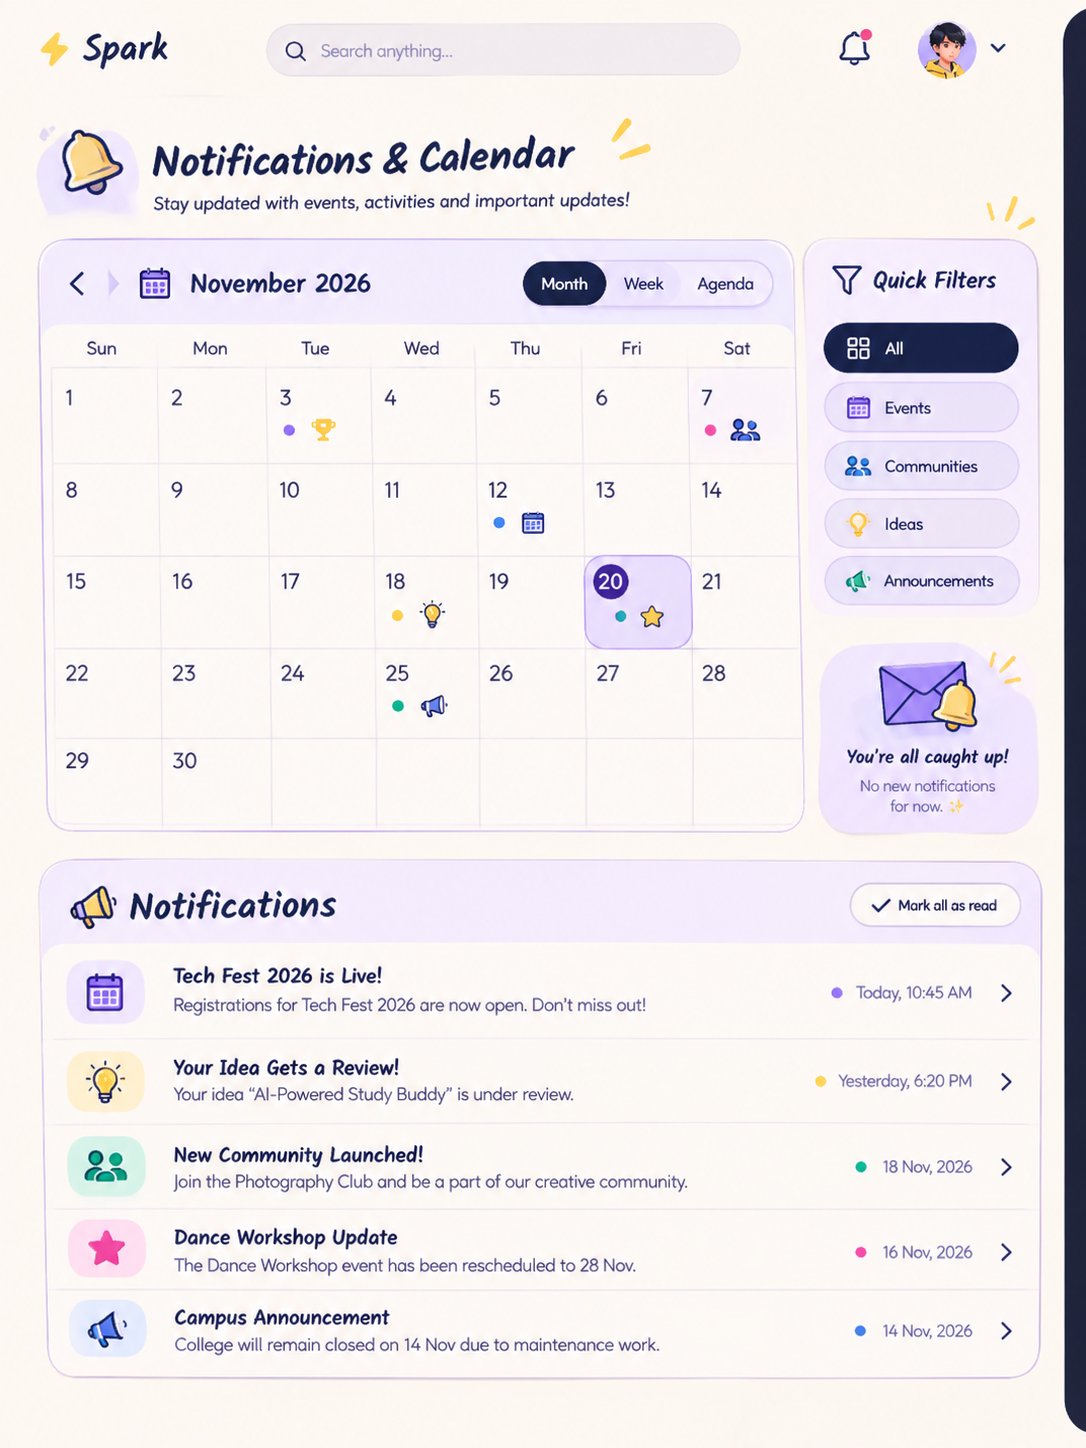 Spark
Search anything...
Notifications & Calendar
Stay updated with events, activities and important updates!
November 2026
Month Week Agenda
Sun Mon Tue Wed Thu Fri Sat
1 2 3 4 5 6 7
8 9 10 11 12 13 14
15 16 17 18 19 20 21
22 23 24 25 26 27 28
29 30
Quick Filters
All
Events
Communities
Ideas
Announcements
You're all caught up!
No new notifications
for now.
Notifications
Mark all as read
Tech Fest 2026 is Live!
Registrations for Tech Fest 2026 are now open. Don't miss out!
Today, 10:45 AM
Your Idea Gets a Review!
Your idea “AI-Powered Study Buddy” is under review.
Yesterday, 6:20 PM
New Community Launched!
Join the Photography Club and be a part of our creative community.
18 Nov, 2026
Dance Workshop Update
The Dance Workshop event has been rescheduled to 28 Nov.
16 Nov, 2026
Campus Announcement
College will remain closed on 14 Nov due to maintenance work.
14 Nov, 2026